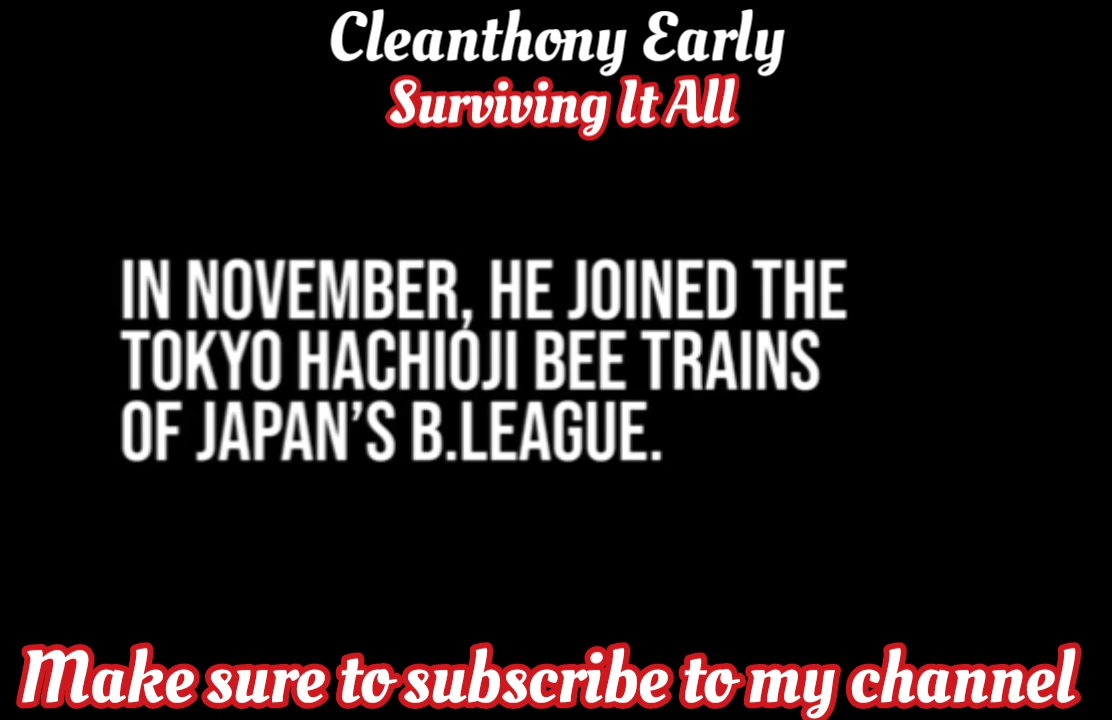 Cleanthony Early
Surviving It All
IN NOVEMBER, HE JOINED THE
TOKYO HACHIOJI BEE TRAINS
OF JAPAN’S B.LEAGUE.
Make sure to subscribe to my channel